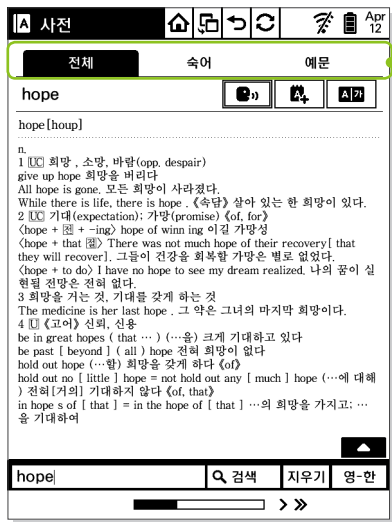 A 사전
Apr 12
전체 숙어 예문
hope
A가
hope [houp]
n.
1 UC 희망 , 소망, 바람(opp. despair)
give up hope 희망을 버리다
All hope is gone. 모든 희망이 사라졌다.
While there is life, there is hope .《속담》살아 있는 한 희망이 있다.
2 UC 기대(expectation); 가망(promise)《of, for》
〈hope + 전 + -ing〉 hope of winn ing 이길 가망성
〈hope + that 절〉 There was not much hope of their recovery[ that
they will recover]. 그들이 건강을 회복할 가망은 별로 없었다.
〈hope + to do〉 I have no hope to see my dream realized. 나의 꿈이 실
현될 전망은 전혀 없다.
3 희망을 거는 것, 기대를 갖게 하는 것
The medicine is her last hope . 그 약은 그녀의 마지막 희망이다.
4 U《고어》신뢰, 신용
be in great hopes ( that … ) (…을) 크게 기대하고 있다
be past [ beyond ] ( all ) hope 전혀 희망이 없다
hold out hope (…할) 희망을 갖게 하다《of》
hold out no [ little ] hope = not hold out any [ much ] hope (…에 대해
) 전혀[거의] 기대하지 않다《of, that》
in hope s of [ that ] = in the hope of [ that ] …의 희망을 가지고; …
을 기대하여
hope 검색 지우기 영-한